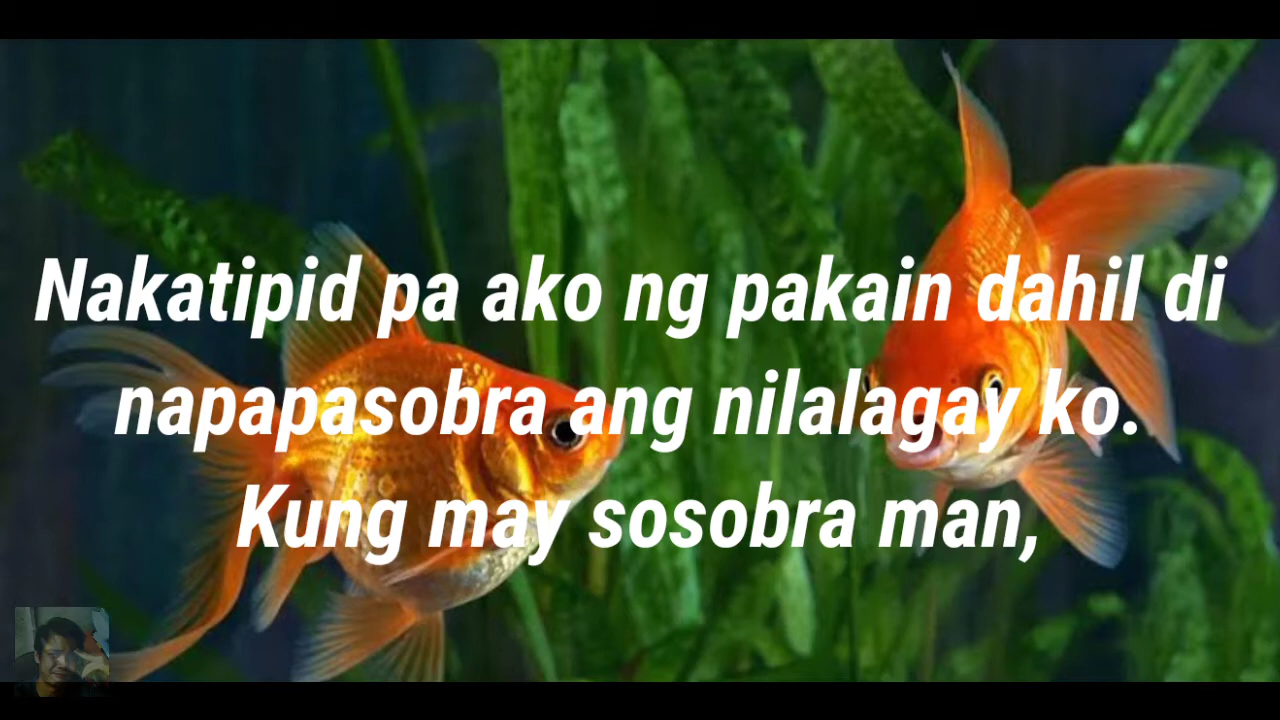 Nakatipid pa ako ng pakain dahil di
napapasobra ang nilalagay ko.
Kung may sosobra man,